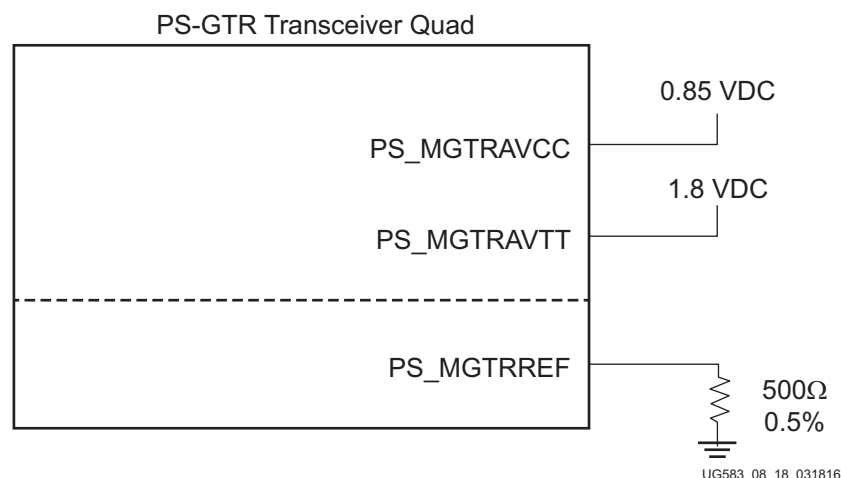 PS-GTR Transceiver Quad
0.85 VDC
PS_MGTRAVCC
1.8 VDC
PS_MGTRAVTT
PS_MGTRREF
500Ω
0.5%
UG583_08_18_031816